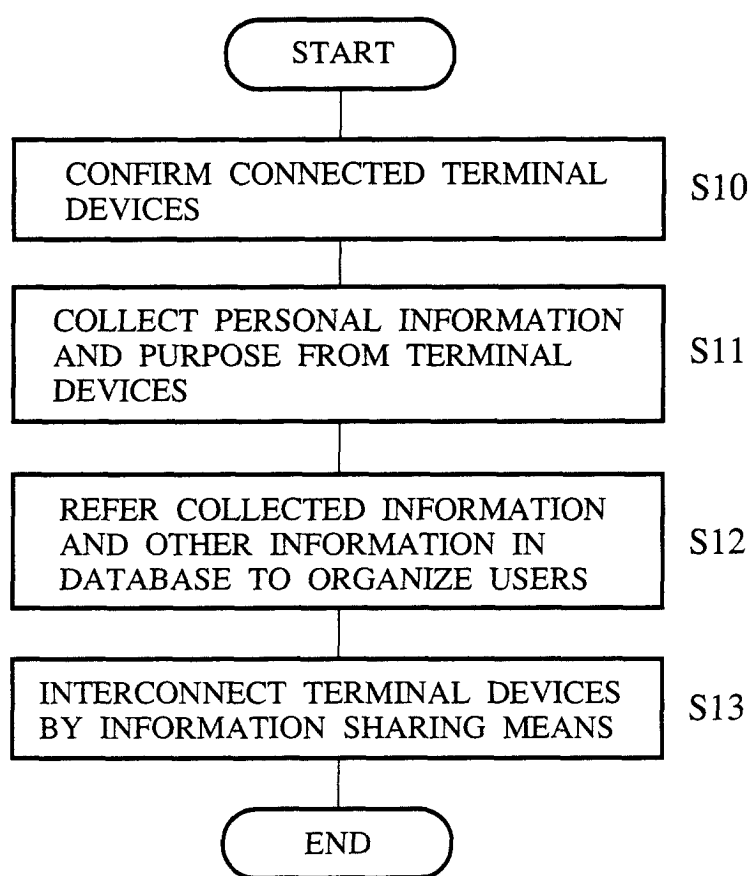 START
CONFIRM CONNECTED TERMINAL
DEVICES
S10
COLLECT PERSONAL INFORMATION
AND PURPOSE FROM TERMINAL
DEVICES
S11
REFER COLLECTED INFORMATION
AND OTHER INFORMATION IN
DATABASE TO ORGANIZE USERS
S12
INTERCONNECT TERMINAL DEVICES
BY INFORMATION SHARING MEANS
S13
END